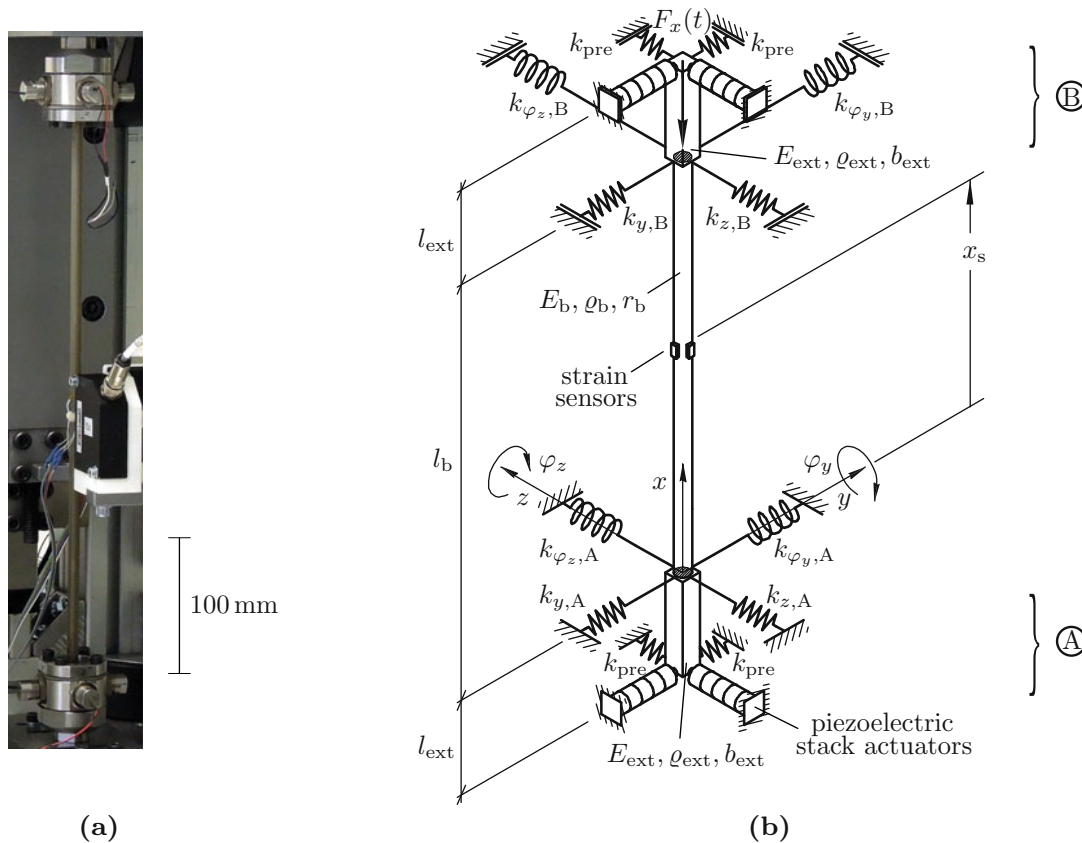 F_x(t)
k_pre
k_pre
k_φz,B
k_φy,B
Ⓑ
E_ext, ϱ_ext, b_ext
k_y,B
k_z,B
l_ext
x_s
E_b, ϱ_b, r_b
strain
sensors
l_b
φ_z
z
x
φ_y
y
k_φz,A
k_φy,A
100 mm
k_y,A
k_z,A
Ⓐ
k_pre
k_pre
l_ext
E_ext, ϱ_ext, b_ext
piezoelectric
stack actuators
(a)
(b)